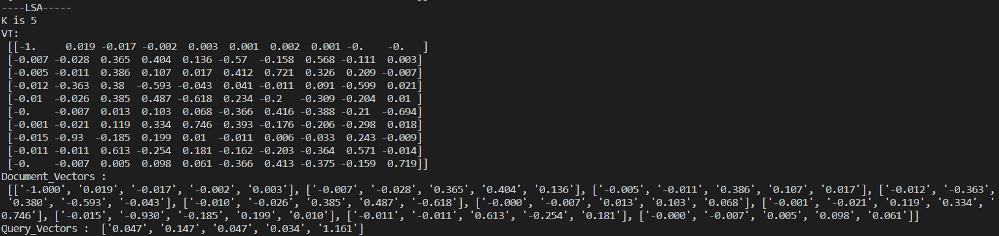 ]]
----LSA-----
K is 5
VT:
[[-1.     0.019 -0.017 -0.002  0.003  0.001  0.002  0.001 -0.    -0.   ]
[-0.007 -0.028  0.365  0.404  0.136 -0.57  -0.158  0.568 -0.111  0.003]
[-0.005 -0.011  0.386  0.107  0.017  0.412  0.721  0.326  0.209 -0.007]
[-0.012 -0.363  0.38  -0.593 -0.043  0.041 -0.011  0.091 -0.599  0.021]
[-0.01  -0.026  0.385  0.487 -0.618  0.234 -0.2   -0.309 -0.204  0.01 ]
[-0.    -0.007  0.013  0.103  0.068 -0.366  0.416 -0.388 -0.21  -0.694]
[-0.001 -0.021  0.119  0.334  0.746  0.393 -0.176 -0.206 -0.298  0.018]
[-0.015 -0.93  -0.185  0.199  0.01  -0.011  0.006 -0.033  0.243 -0.009]
[-0.011 -0.011  0.613 -0.254  0.181 -0.162 -0.203 -0.364  0.571 -0.014]
[-0.    -0.007  0.005  0.098  0.061 -0.366  0.413 -0.375 -0.159  0.719]]
Document_Vectors :
[['-1.000', '0.019', '-0.017', '-0.002', '0.003'], ['-0.007', '-0.028', '0.365', '0.404', '0.136'], ['-0.005', '-0.011', '0.386', '0.107', '0.017'], ['-0.012', '-0.363',
'0.380', '-0.593', '-0.043'], ['-0.010', '-0.026', '0.385', '0.487', '-0.618'], ['-0.000', '-0.007', '0.013', '0.103', '0.068'], ['-0.001', '-0.021', '0.119', '0.334', '
0.746'], ['-0.015', '-0.930', '-0.185', '0.199', '0.010'], ['-0.011', '-0.011', '0.613', '-0.254', '0.181'], ['-0.000', '-0.007', '0.005', '0.098', '0.061']]
Query_Vectors :  ['0.047', '0.147', '0.047', '0.034', '1.161']